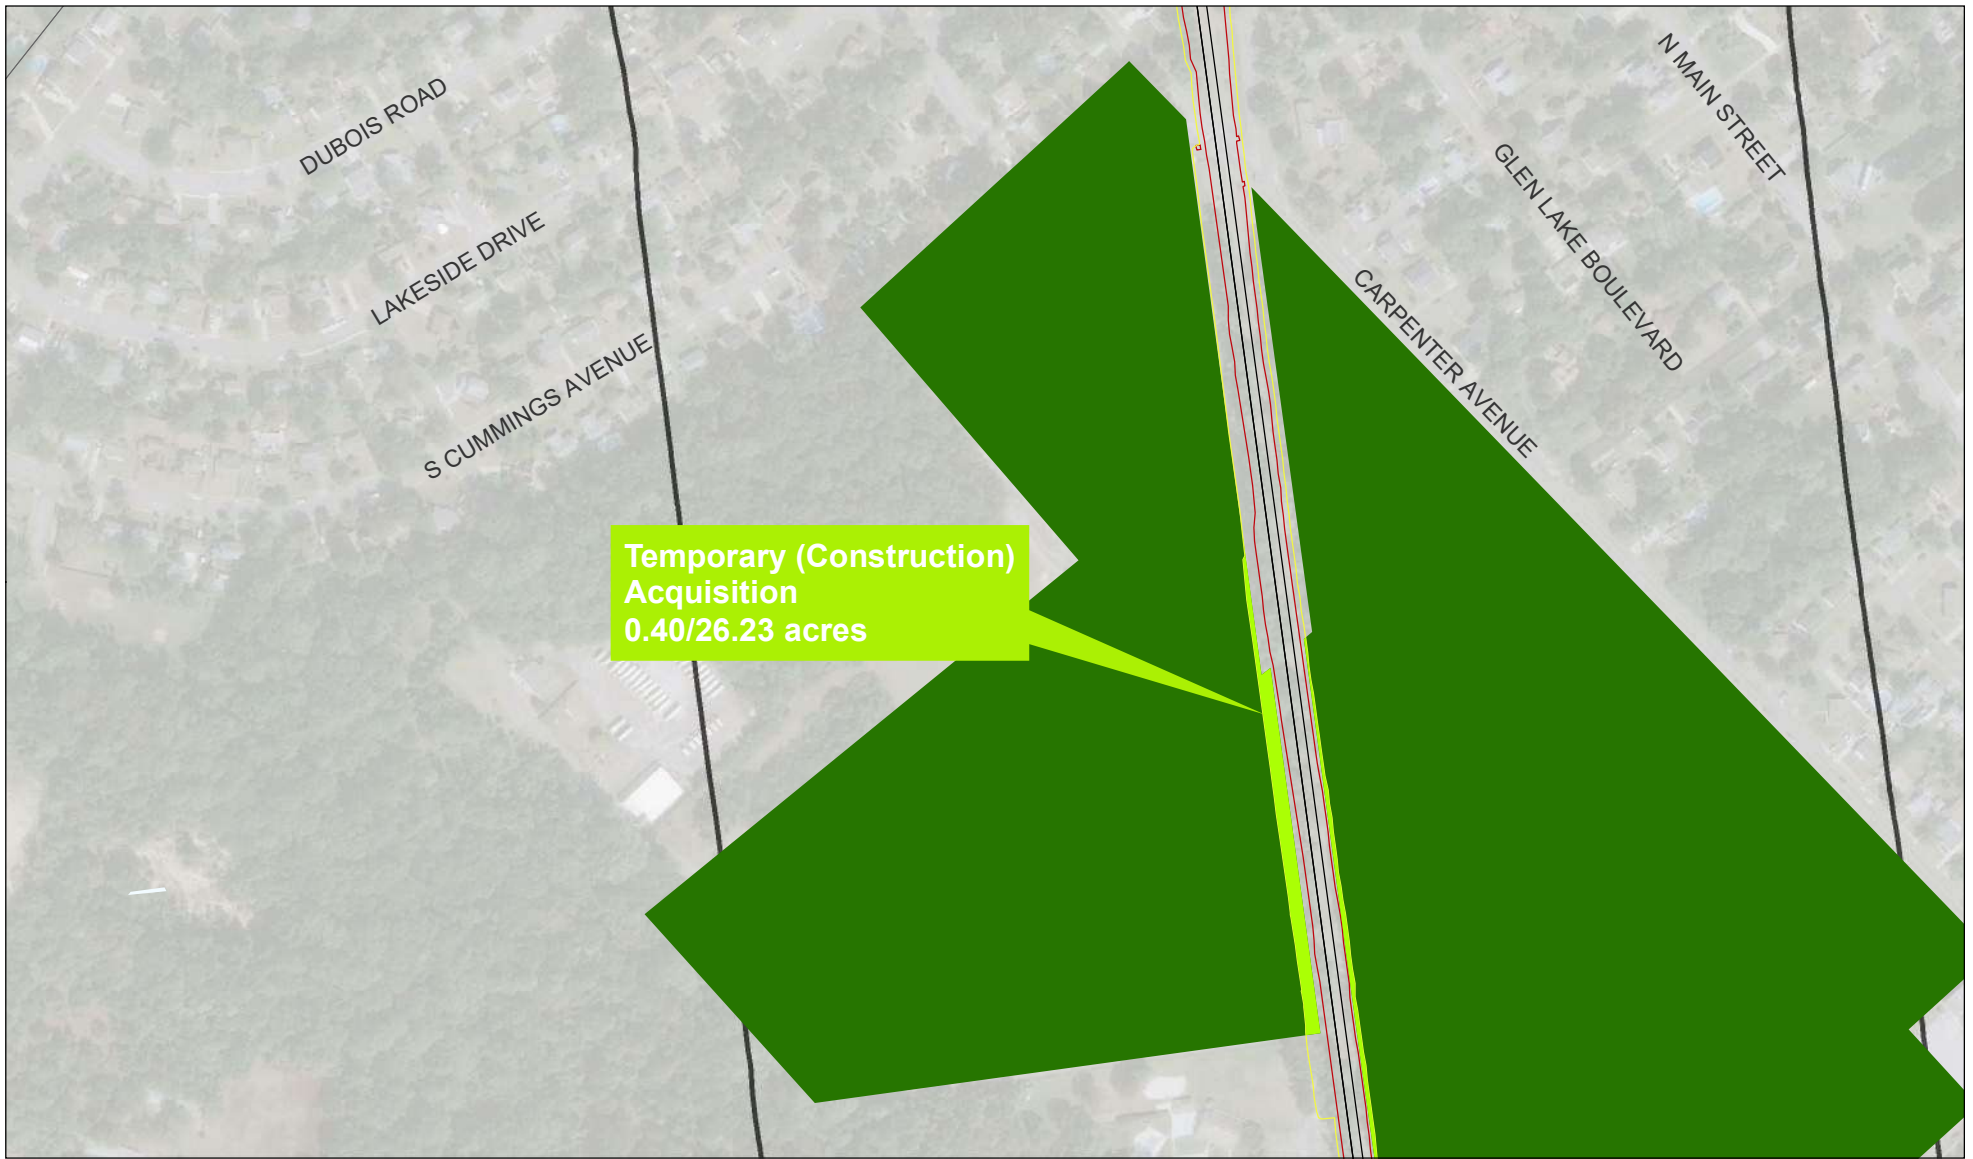 DUBOIS ROAD
LAKESIDE DRIVE
S CUMMINGS AVENUE
N MAIN STREET
GLEN LAKE BOULEVARD
CARPENTER AVENUE
Temporary (Construction)
Acquisition
0.40/26.23 acres